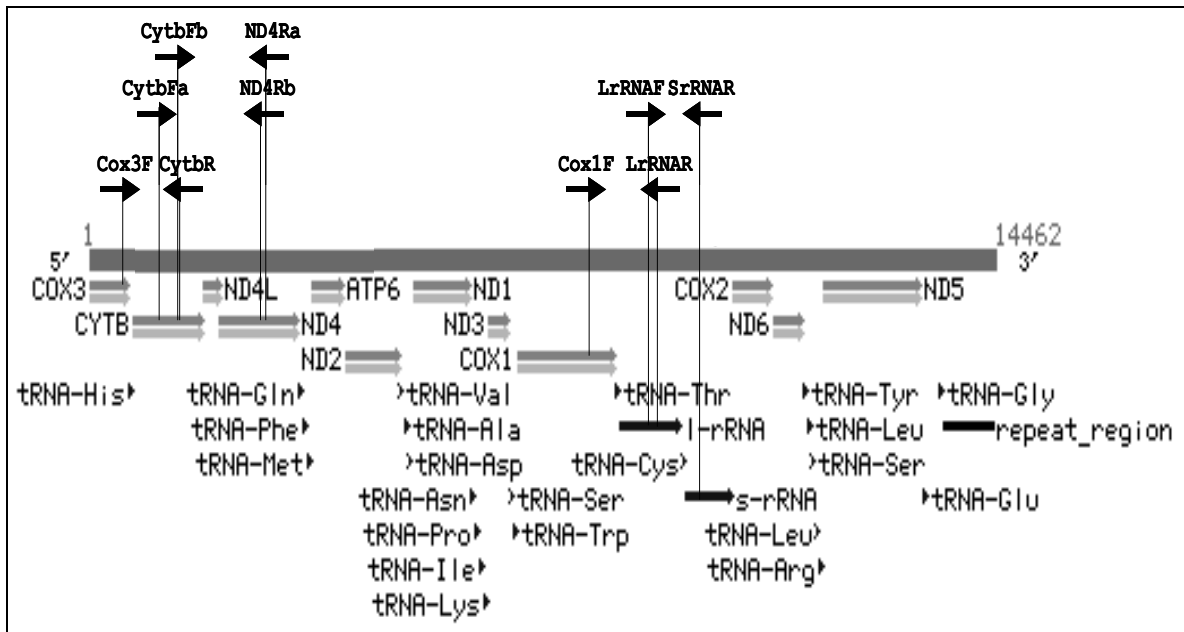 CytbFb ND4Ra
CytbFa ND4Rb LrRNAF SrRNAR
Cox3F CytbR Cox1F LrRNAR
1 14462
5′ 3′
COX3 ND4L ATP6 ND1 COX2 ND5
CYTB ND4 ND3 ND6
ND2 COX1
tRNA-His tRNA-Gln tRNA-Val tRNA-Thr tRNA-Tyr tRNA-Gly
tRNA-Phe tRNA-Ala l-rRNA tRNA-Leu repeat_region
tRNA-Met tRNA-Asp tRNA-Cys tRNA-Ser
tRNA-Asn tRNA-Ser s-rRNA tRNA-Glu
tRNA-Pro tRNA-Trp tRNA-Leu
tRNA-Ile tRNA-Arg
tRNA-Lys